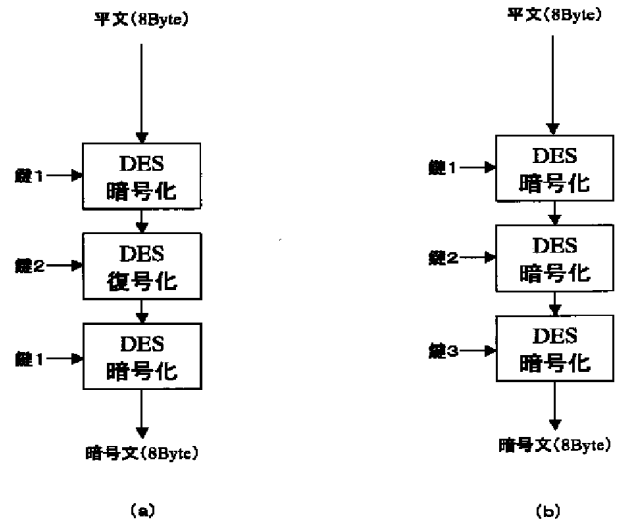 平文(8Byte)
鍵1
DES
暗号化
鍵2
DES
復号化
鍵1
DES
暗号化
暗号文(8Byte)
(a)
平文(8Byte)
鍵1
DES
暗号化
鍵2
DES
暗号化
鍵3
DES
暗号化
暗号文(8Byte)
(b)